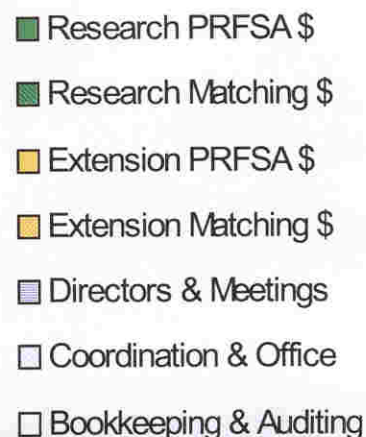 Research PRFSA $
Research Matching $
Extension PRFSA $
Extension Matching $
Directors & Meetings
Coordination & Office
Bookkeeping & Auditing